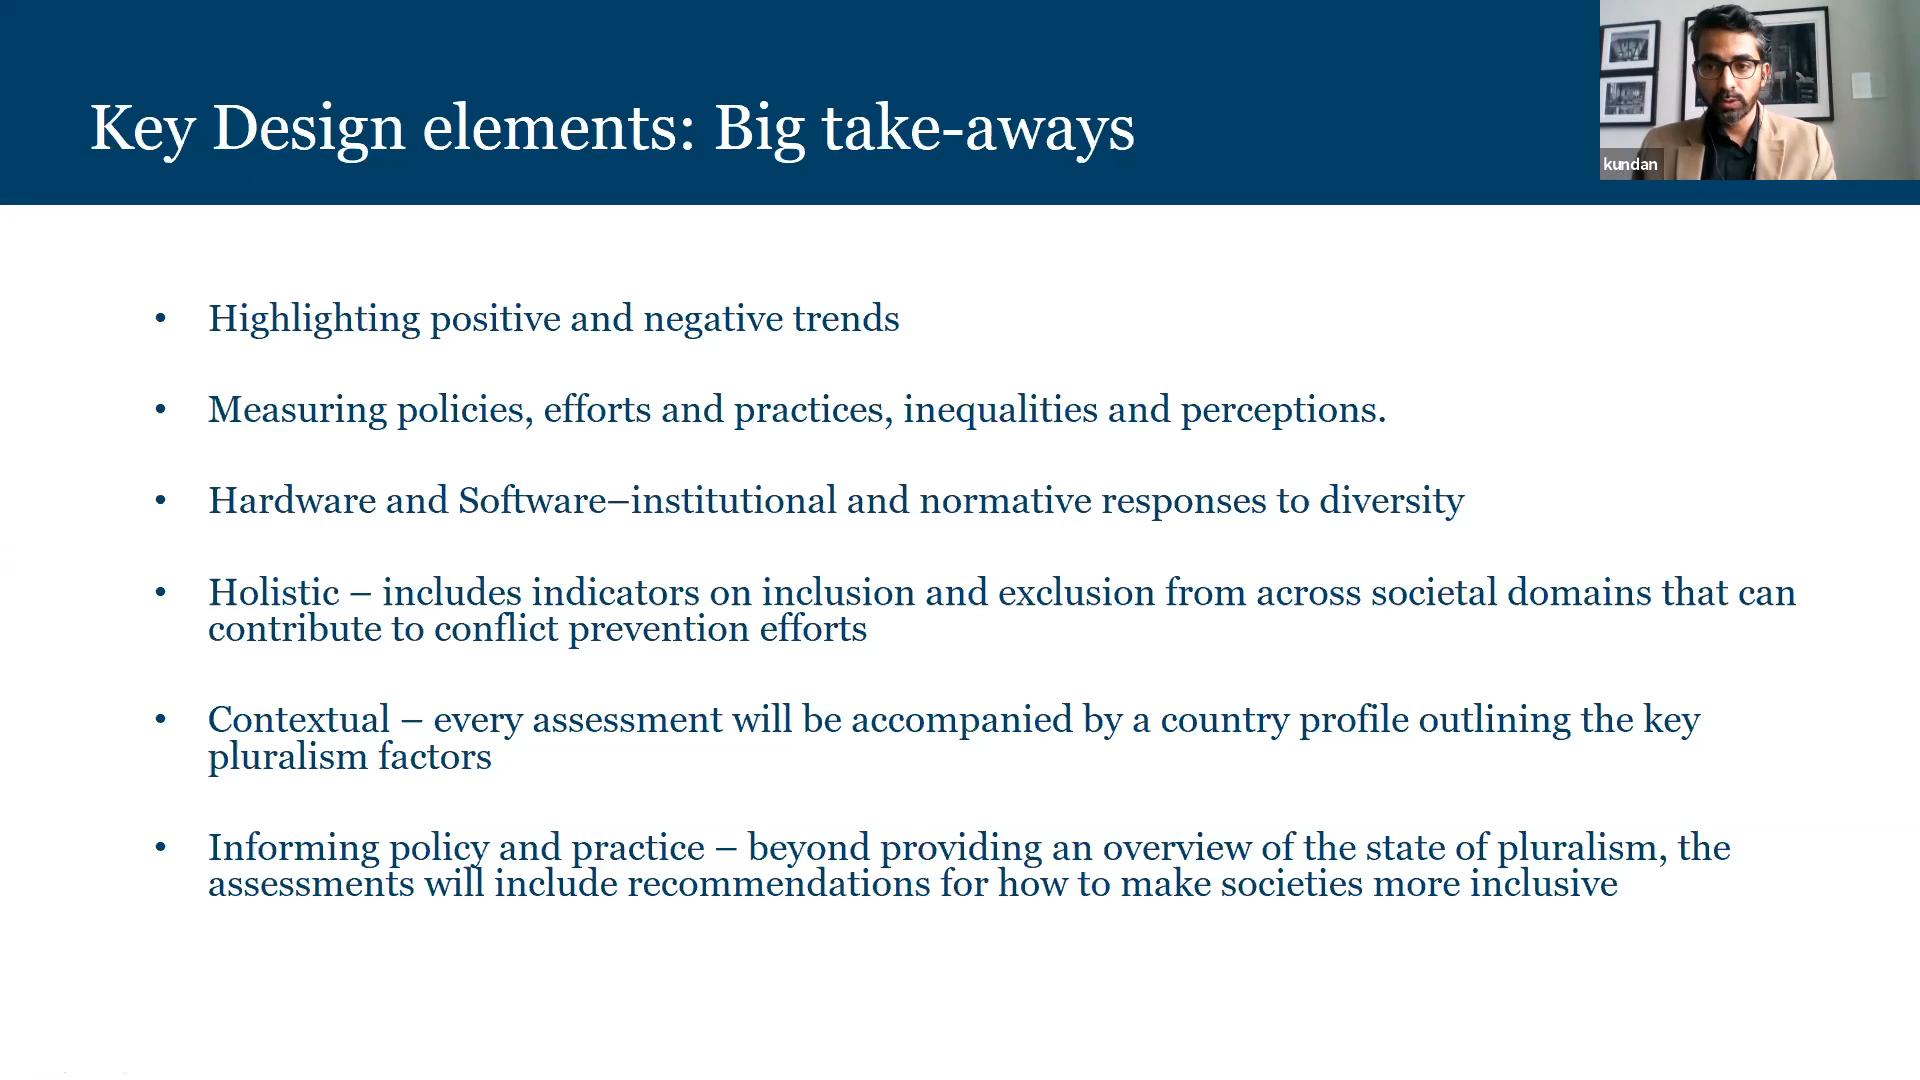 Key Design elements: Big take-aways
kundan
• Highlighting positive and negative trends
• Measuring policies, efforts and practices, inequalities and perceptions.
• Hardware and Software–institutional and normative responses to diversity
• Holistic – includes indicators on inclusion and exclusion from across societal domains that can
contribute to conflict prevention efforts
• Contextual – every assessment will be accompanied by a country profile outlining the key
pluralism factors
• Informing policy and practice – beyond providing an overview of the state of pluralism, the
assessments will include recommendations for how to make societies more inclusive